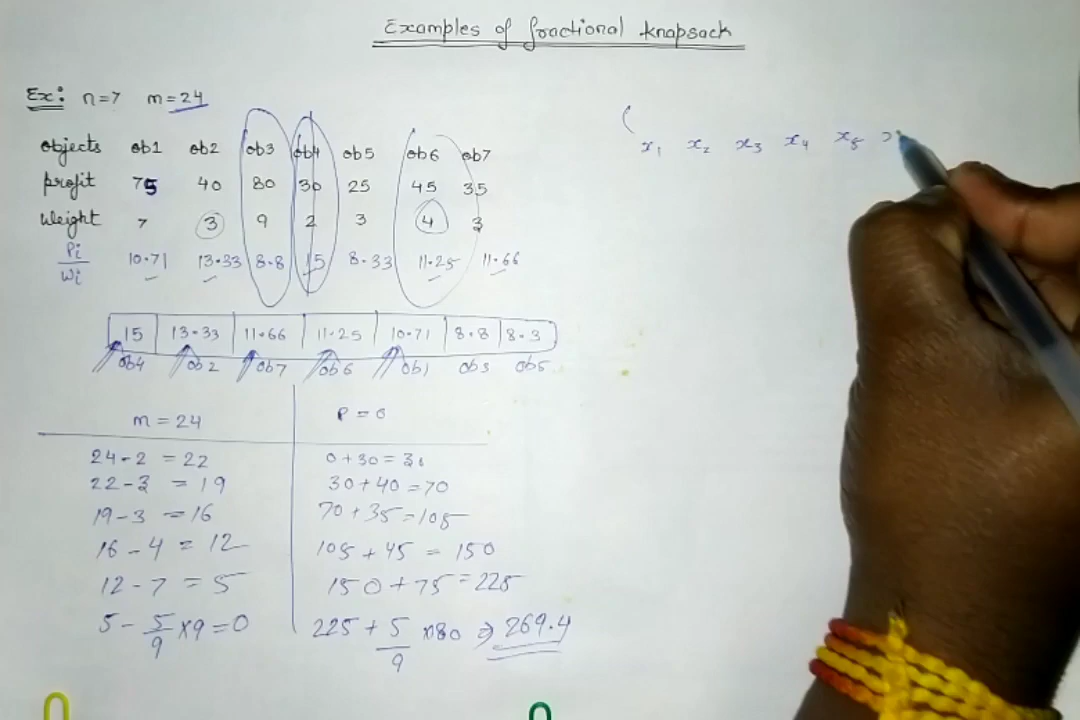 Examples of fractional knapsack
Ex: n=7 m=24
objects ob1 ob2 ob3 ob4 ob5 ob6 ob7
profit 75 40 80 30 25 45 35
Weight 7 3 9 2 3 4 3
Pi/Wi 10.71 13.33 8.8 15 8.33 11.25 11.66
15 13.33 11.66 11.25 10.71 8.8 8.3
ob4 ob2 ob7 ob6 ob1 ob3 ob5
m = 24 P = 0
24-2 = 22 0+30=30
22-3 = 19 30+40=70
19-3 = 16 70+35=105
16-4 = 12 105+45 = 150
12-7 = 5 150+75=225
5-5/9×9=0 225+5/9×80 ⇒ 269.4
( x1 x2 x3 x4 x5 x